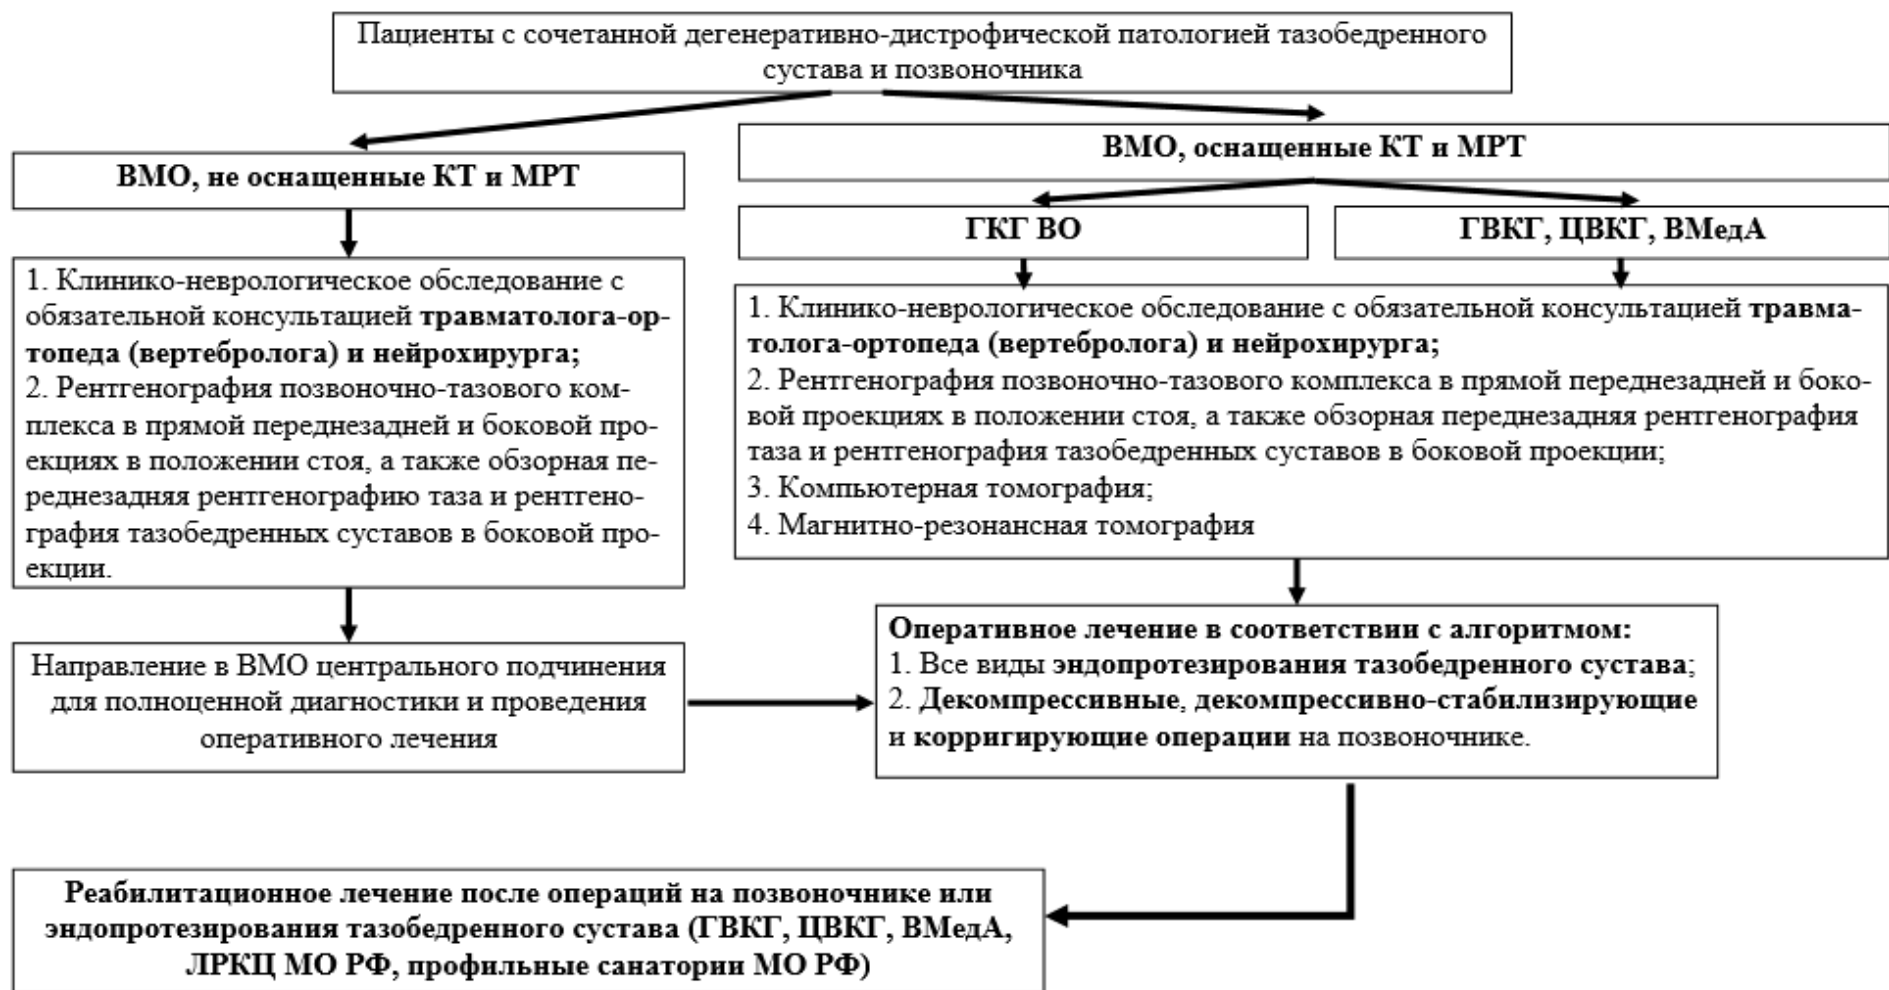 Пациенты с сочетанной дегенеративно-дистрофической патологией тазобедренного
сустава и позвоночника
ВМО, не оснащенные КТ и МРТ
ВМО, оснащенные КТ и МРТ
ГКГ ВО
ГВКГ, ЦВКГ, ВМедА
1. Клинико-неврологическое обследование с
обязательной консультацией травматолога-ор-
топеда (вертебролога) и нейрохирурга;
2. Рентгенография позвоночно-тазового ком-
плекса в прямой переднезадней и боковой про-
екциях в положении стоя, а также обзорная пе-
реднезадняя рентгенографию таза и рентгено-
графия тазобедренных суставов в боковой про-
екции.
1. Клинико-неврологическое обследование с обязательной консультацией травма-
толога-ортопеда (вертебролога) и нейрохирурга;
2. Рентгенография позвоночно-тазового комплекса в прямой переднезадней и боко-
вой проекциях в положении стоя, а также обзорная переднезадняя рентгенография
таза и рентгенография тазобедренных суставов в боковой проекции;
3. Компьютерная томография;
4. Магнитно-резонансная томография
Направление в ВМО центрального подчинения
для полноценной диагностики и проведения
оперативного лечения
Оперативное лечение в соответствии с алгоритмом:
1. Все виды эндопротезирования тазобедренного сустава;
2. Декомпрессивные, декомпрессивно-стабилизирующие
и корригирующие операции на позвоночнике.
Реабилитационное лечение после операций на позвоночнике или
эндопротезирования тазобедренного сустава (ГВКГ, ЦВКГ, ВМедА,
ЛРКЦ МО РФ, профильные санатории МО РФ)